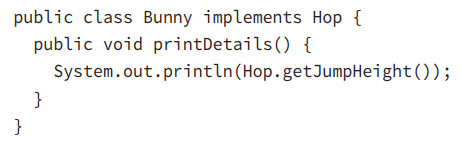 public class Bunny implements Hop {
  public void printDetails() {
    System.out.println(Hop.getJumpHeight());
  }
}